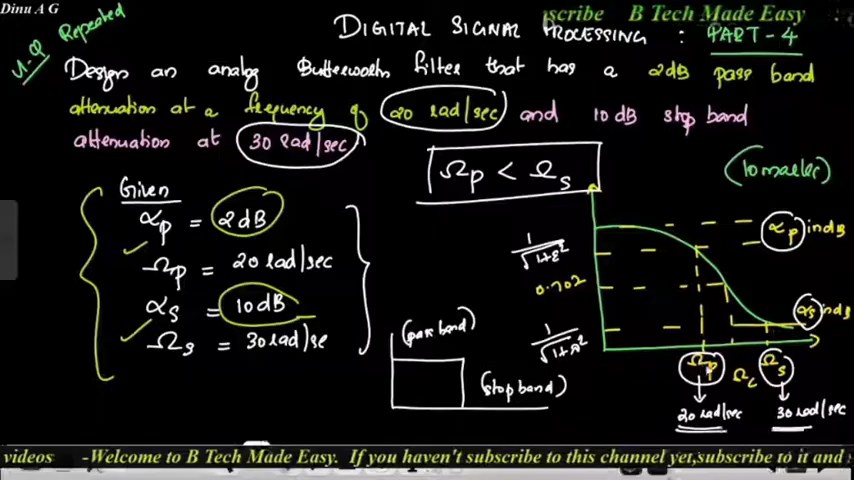 Dinu A G
scribe B Tech Made Easy
U.Q Repeated
DIGITAL SIGNAL PROCESSING : PART-4
Design an analog Butterworth filter that has a 2dB pass band
attenuation at a frequency of 20 rad/sec and 10 dB stop band
attenuation at 30 rad/sec
(10 marks)
Ωp < Ωs
Given
αp = 2dB
Ωp = 20 rad/sec
αs = 10dB
Ωs = 30 rad/se
(pass band)
(stop band)
1/√1+ε²
0.707
1/√1+λ²
αp in dB
αs in dB
Ωp Ωc Ωs
20 rad/sec 30 rad/sec
videos -Welcome to B Tech Made Easy. If you haven't subscribe to this channel yet,subscribe to it and